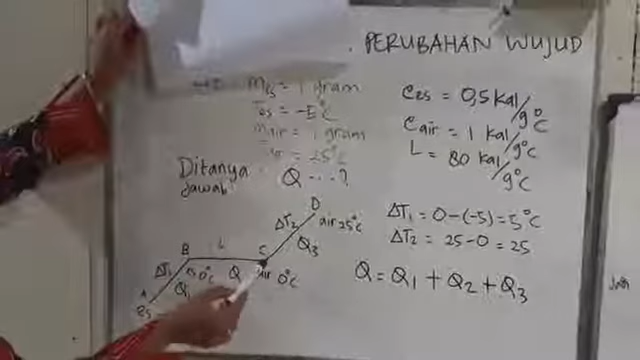 PERUBAHAN WUJUD
mes = 1 gram
Tes = -5°C
mair = 1 gram
= 25°C
Ces = 0,5 kal/g°C
Cair = 1 kal/g°C
L = 80 kal/g°C
Ditanya : Q ...?
Jawab
ΔT1 = 0-(-5) = 5°C
ΔT2 = 25-0 = 25
Q = Q1 + Q2 + Q3
D
air 25°C
ΔT2
Q3
B
L
C
ΔT1
es 0°C
Q
air 0°C
A
Q1
es